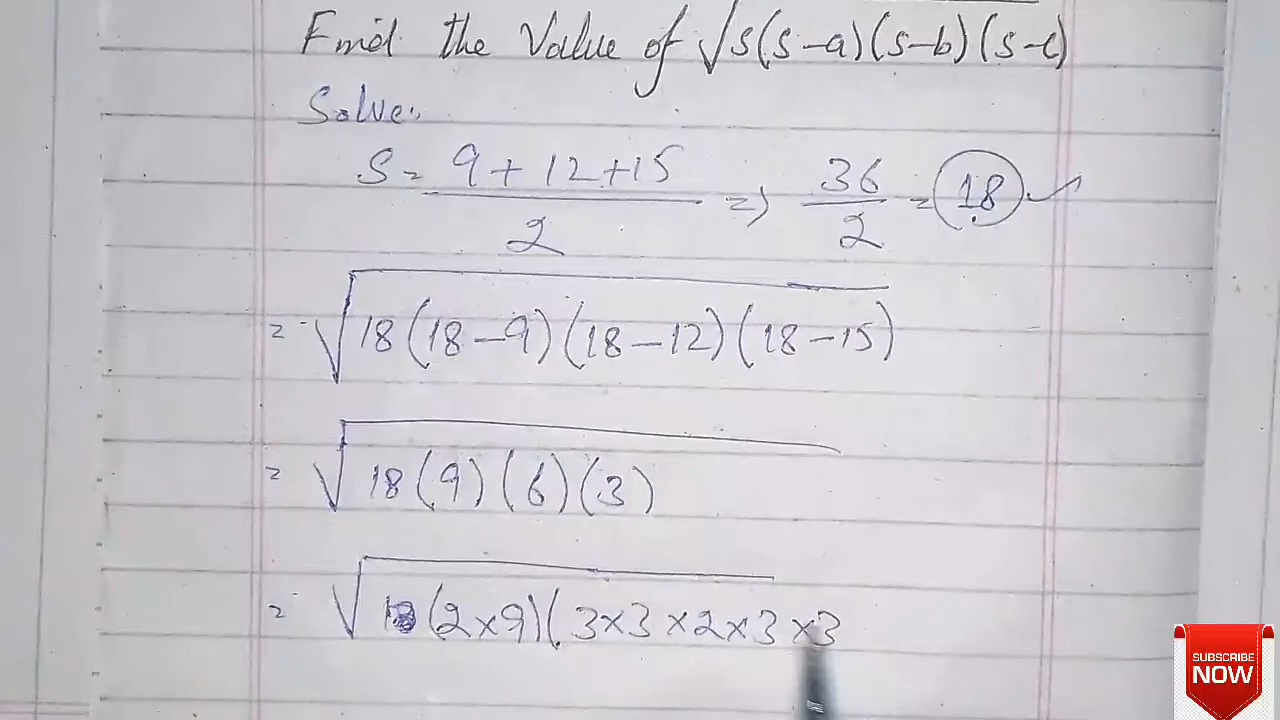 Find the Value of √s(s-a)(s-b)(s-c)
Solve:
S = 9 + 12 + 15 / 2 => 36 / 2 = 18 ✓
= √18(18-9)(18-12)(18-15)
= √18(9)(6)(3)
= √(2×9)(3×3×2×3×3
SUBSCRIBE
NOW